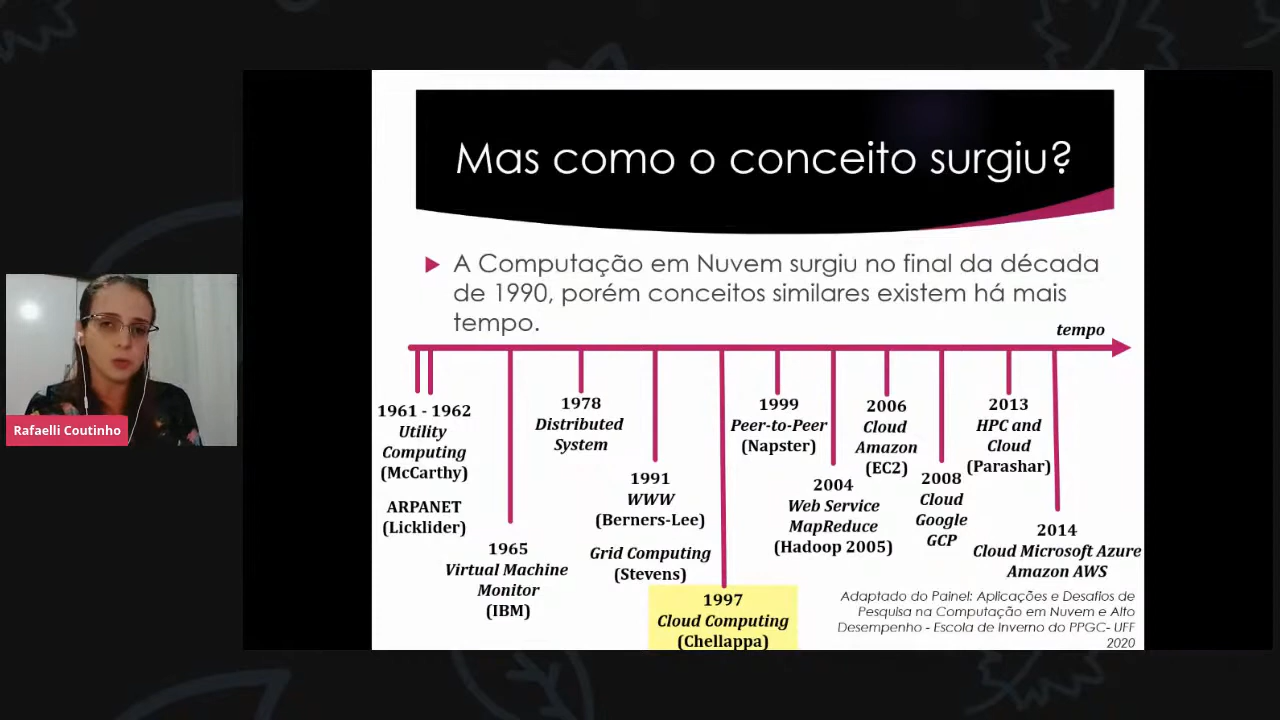 Mas como o conceito surgiu?
A Computação em Nuvem surgiu no final da década
de 1990, porém conceitos similares existem há mais
tempo.
tempo
1961 - 1962
Utility
Computing
(McCarthy)
ARPANET
(Licklider)
1965
Virtual Machine
Monitor
(IBM)
1978
Distributed
System
1991
WWW
(Berners-Lee)
Grid Computing
(Stevens)
1997
Cloud Computing
(Chellappa)
1999
Peer-to-Peer
(Napster)
2004
Web Service
MapReduce
(Hadoop 2005)
2006
Cloud
Amazon
(EC2)
2008
Cloud
Google
GCP
2013
HPC and
Cloud
(Parashar)
2014
Cloud Microsoft Azure
Amazon AWS
Adaptado do Painel: Aplicações e Desafios de
Pesquisa na Computação em Nuvem e Alto
Desempenho - Escola de Inverno do PPGC- UFF
2020
Rafaelli Coutinho